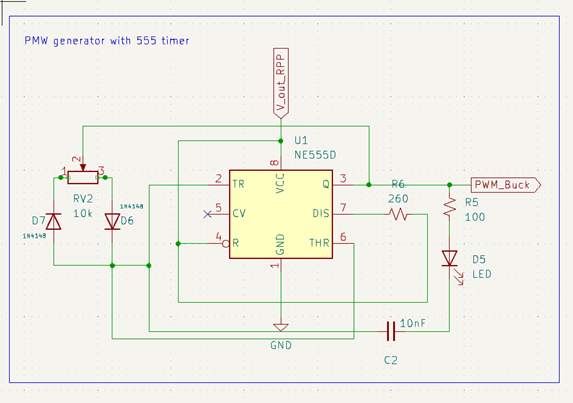 PMW generator with 555 timer
V_out_RPP
U1
NE555D
8
VCC
2
TR
Q
3
PWM_Buck
1
2
3
RV2
10k
R6
260
R5
100
5
CV
DIS
7
4
R
GND
1
THR
6
D7
1N4148
1N4148
D6
D5
LED
GND
10nF
C2